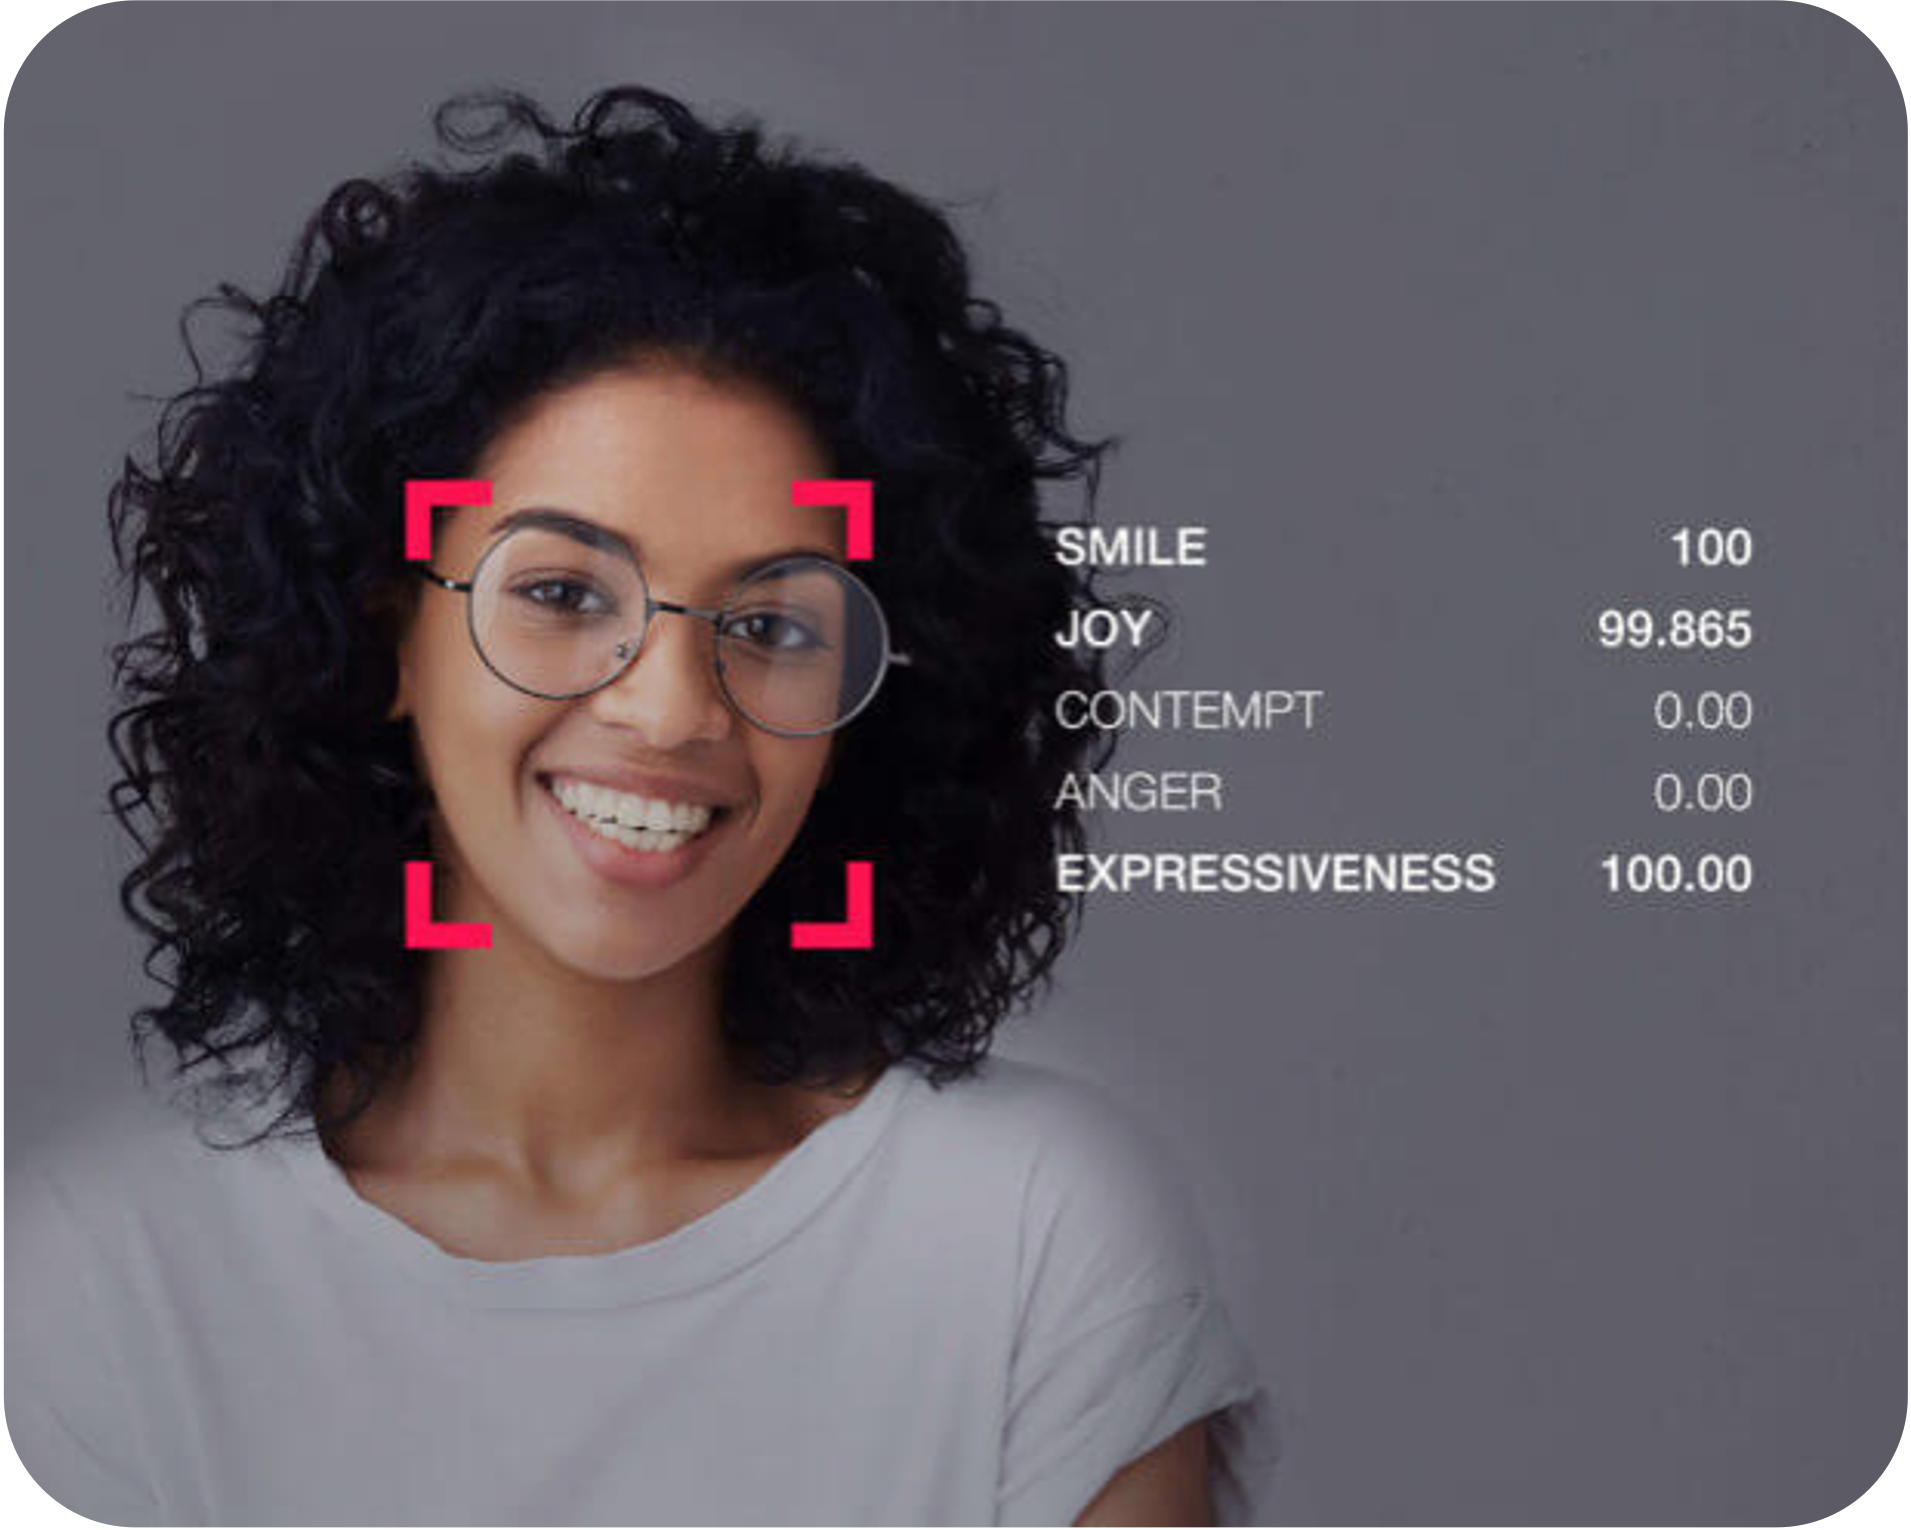 SMILE 100
JOY 99.865
CONTEMPT 0.00
ANGER 0.00
EXPRESSIVENESS 100.00